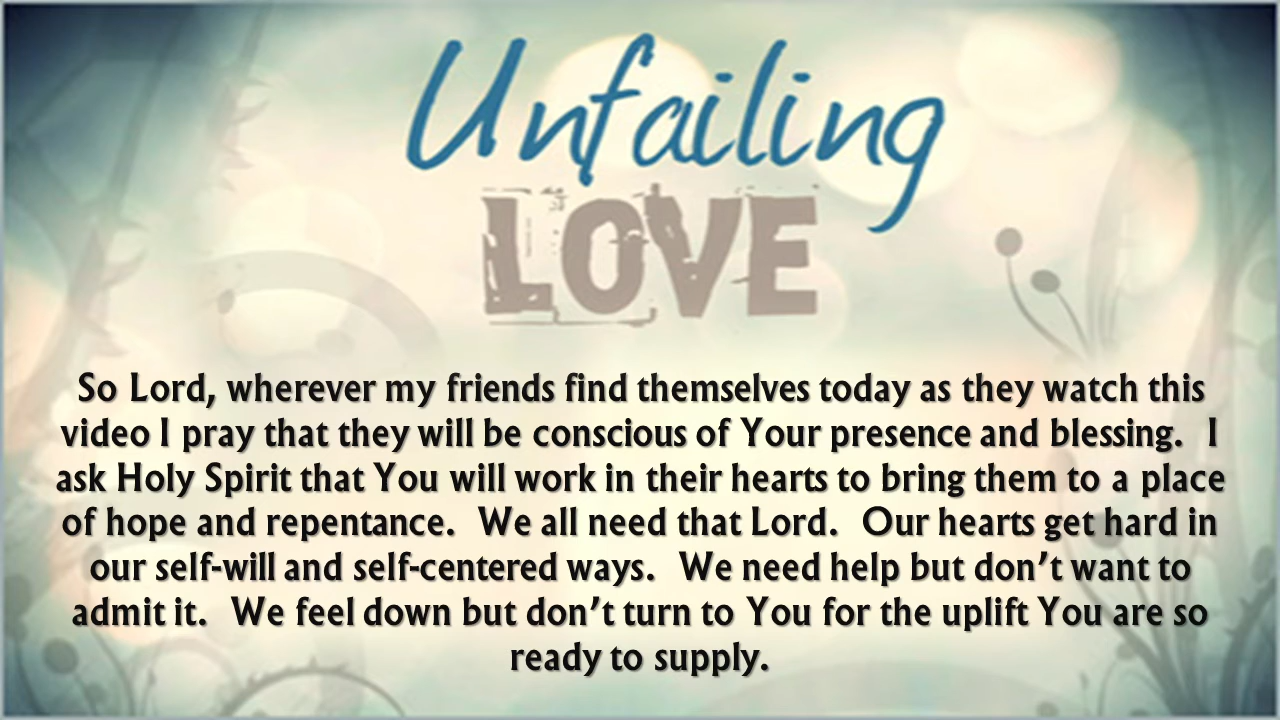 Unfailing
LOVE
So Lord, wherever my friends find themselves today as they watch this
video I pray that they will be conscious of Your presence and blessing.  I
ask Holy Spirit that You will work in their hearts to bring them to a place
of hope and repentance.  We all need that Lord.  Our hearts get hard in
our self-will and self-centered ways.  We need help but don’t want to
admit it.  We feel down but don’t turn to You for the uplift You are so
ready to supply.